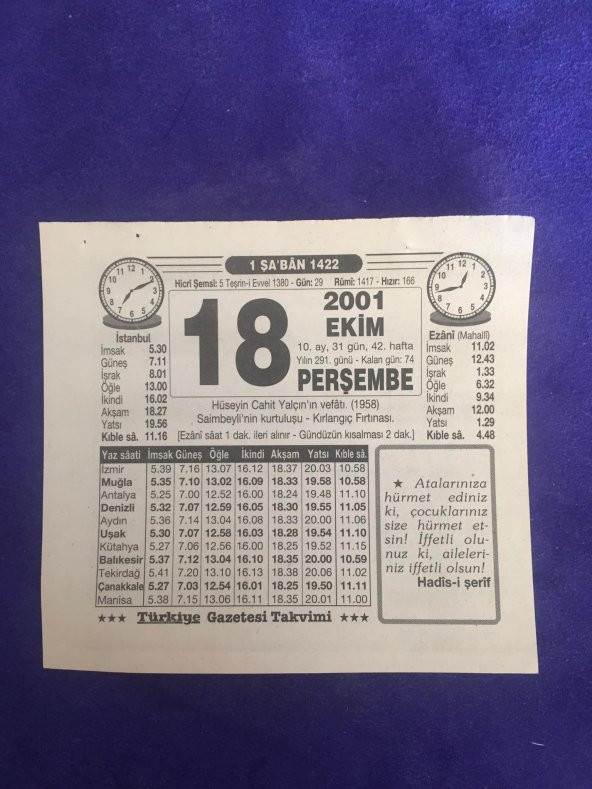 1 ŞA'BÂN 1422
Hicrî Şemsî: 5 Teşrin-i Evvel 1380 - Gün: 29 Rûmî: 1417 - Hızır: 166
18
2001
EKİM
10. ay, 31 gün, 42. hafta
Yılın 291. günü - Kalan gün: 74
PERŞEMBE
İstanbul
İmsak 5.30
Güneş 7.11
İşrak 8.01
Öğle 13.00
İkindi 16.02
Akşam 18.27
Yatsı 19.56
Kıble sâ. 11.16
Ezânî (Mahallî)
İmsak 11.02
Güneş 12.43
İşrak 1.33
Öğle 6.32
İkindi 9.34
Akşam 12.00
Yatsı 1.29
Kıble sâ. 4.48
Hüseyin Cahit Yalçın'ın vefâtı. (1958)
Saimbeyli'nin kurtuluşu - Kırlangıç Fırtınası.
[Ezânî sâat 1 dak. ileri alınır - Gündüzün kısalması 2 dak.]
Yaz sâati İmsak Güneş Öğle İkindi Akşam Yatsı Kıble sâ.
İzmir 5.39 7.16 13.07 16.12 18.37 20.03 10.58
Muğla 5.35 7.10 13.02 16.09 18.33 19.58 10.58
Antalya 5.25 7.00 12.52 16.00 18.24 19.48 11.10
Denizli 5.32 7.07 12.59 16.05 18.30 19.55 11.05
Aydın 5.36 7.14 13.04 16.08 18.33 20.00 11.06
Uşak 5.30 7.07 12.58 16.03 18.28 19.54 11.10
Kütahya 5.27 7.06 12.56 16.00 18.25 19.52 11.15
Balıkesir 5.37 7.12 13.04 16.10 18.35 20.00 10.59
Tekirdağ 5.41 7.20 13.10 16.13 18.38 20.06 11.02
Çanakkale 5.27 7.03 12.54 16.01 18.25 19.50 11.11
Manisa 5.38 7.15 13.06 16.11 18.35 20.01 11.00
★ Atalarınıza
hürmet ediniz
ki, çocuklarınız
size hürmet et-
sin! İffetli olu-
nuz ki, aileleri-
niz iffetli olsun!
Hadîs-i şerîf
★★★ Türkiye Gazetesi Takvimi ★★★